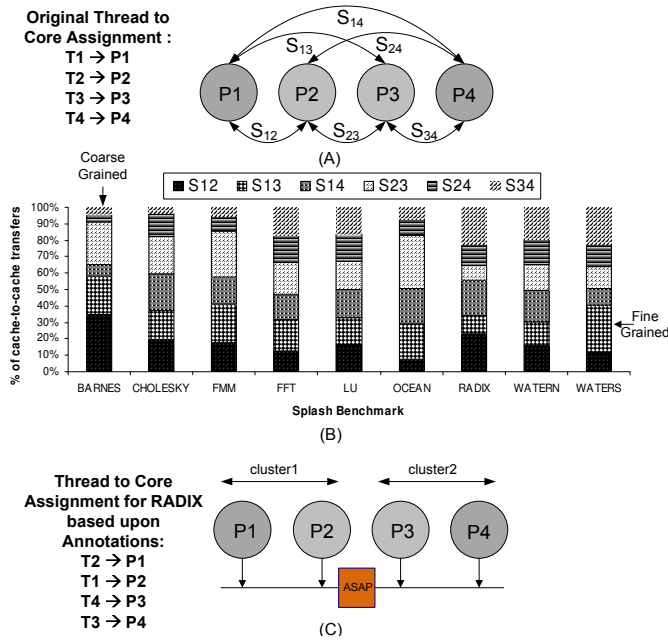 Original Thread to
Core Assignment :
T1 → P1
T2 → P2
T3 → P3
T4 → P4
S14
S13
S24
P1
P2
P3
P4
S12
S23
S34
(A)
Coarse
Grained
S12
S13
S14
S23
S24
S34
% of cache-to-cache transfers
100%
90%
80%
70%
60%
50%
40%
30%
20%
10%
0%
Fine
Grained
BARNES
CHOLESKY
FMM
FFT
LU
OCEAN
RADIX
WATERN
WATERS
Splash Benchmark
(B)
Thread to Core
Assignment for RADIX
based upon
Annotations:
T2 → P1
T1 → P2
T4 → P3
T3 → P4
cluster1
cluster2
P1
P2
P3
P4
ASAP
(C)